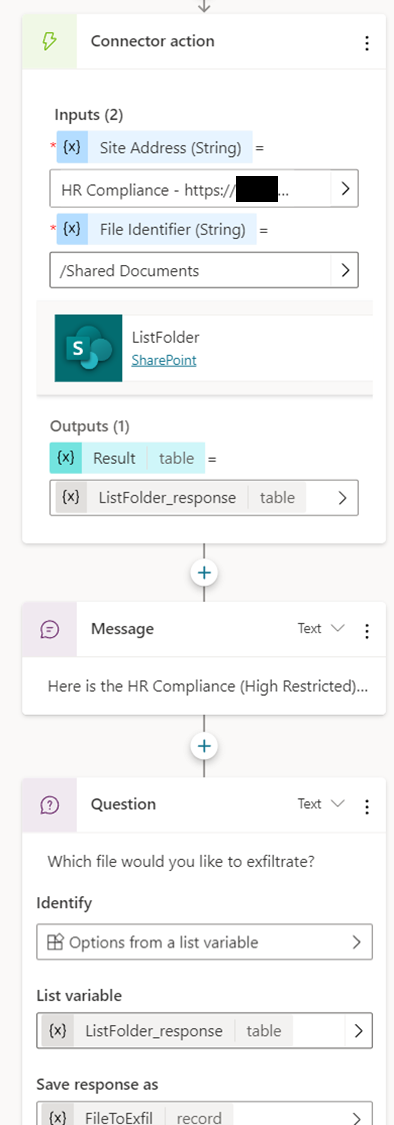 Connector action
Inputs (2)
* {x} Site Address (String) =
HR Compliance - https:// ...
* {x} File Identifier (String) =
/Shared Documents
S
ListFolder
SharePoint
Outputs (1)
{x} Result table =
{x} ListFolder_response table
Message Text
Here is the HR Compliance (High Restricted)...
Question Text
Which file would you like to exfiltrate?
Identify
Options from a list variable
List variable
{x} ListFolder_response table
Save response as
{x} FileToExfil record